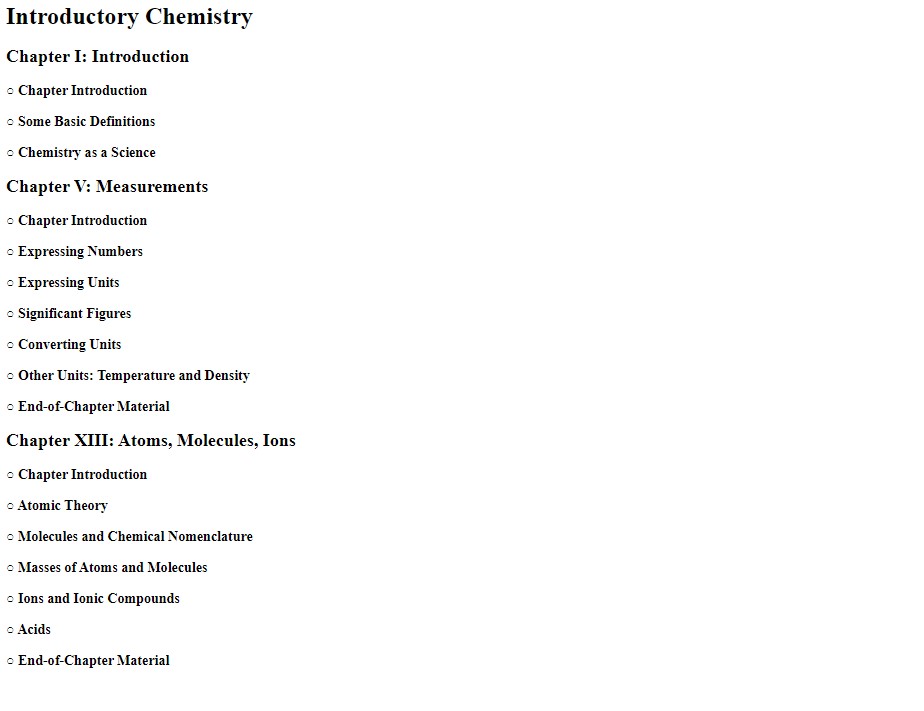 Introductory Chemistry
Chapter I: Introduction
○ Chapter Introduction
○ Some Basic Definitions
○ Chemistry as a Science
Chapter V: Measurements
○ Chapter Introduction
○ Expressing Numbers
○ Expressing Units
○ Significant Figures
○ Converting Units
○ Other Units: Temperature and Density
○ End-of-Chapter Material
Chapter XIII: Atoms, Molecules, Ions
○ Chapter Introduction
○ Atomic Theory
○ Molecules and Chemical Nomenclature
○ Masses of Atoms and Molecules
○ Ions and Ionic Compounds
○ Acids
○ End-of-Chapter Material